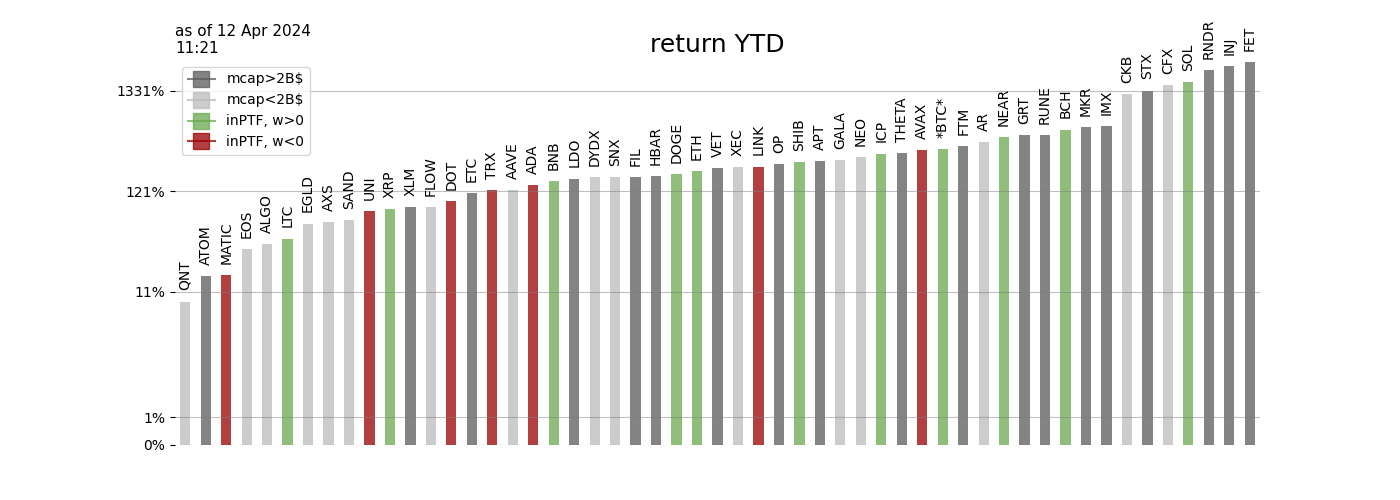 as of 12 Apr 2024
11:21
return YTD
mcap>2B$
mcap<2B$
inPTF, w>0
inPTF, w<0
1331%
121%
11%
1%
0%
QNT
ATOM
MATIC
EOS
ALGO
LTC
EGLD
AXS
SAND
UNI
XRP
XLM
FLOW
DOT
ETC
TRX
AAVE
ADA
BNB
LDO
DYDX
SNX
FIL
HBAR
DOGE
ETH
VET
XEC
LINK
OP
SHIB
APT
GALA
NEO
ICP
THETA
AVAX
*BTC*
FTM
AR
NEAR
GRT
RUNE
BCH
MKR
IMX
CKB
STX
CFX
SOL
RNDR
INJ
FET